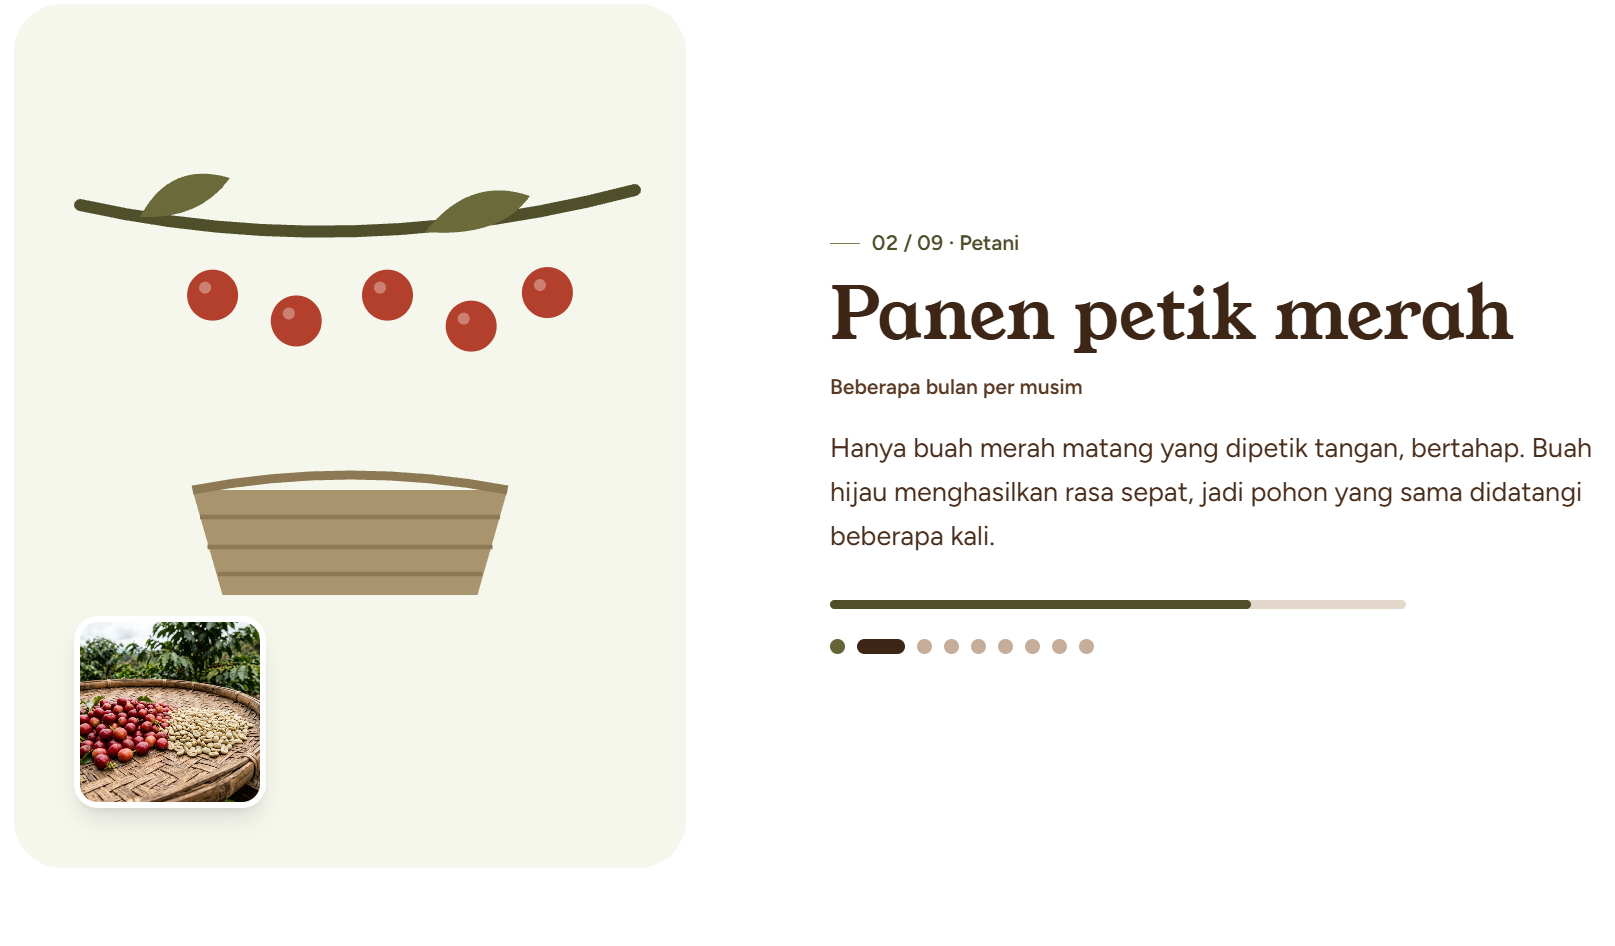 02 / 09 · Petani
Panen petik merah
Beberapa bulan per musim
Hanya buah merah matang yang dipetik tangan, bertahap. Buah
hijau menghasilkan rasa sepat, jadi pohon yang sama didatangi
beberapa kali.